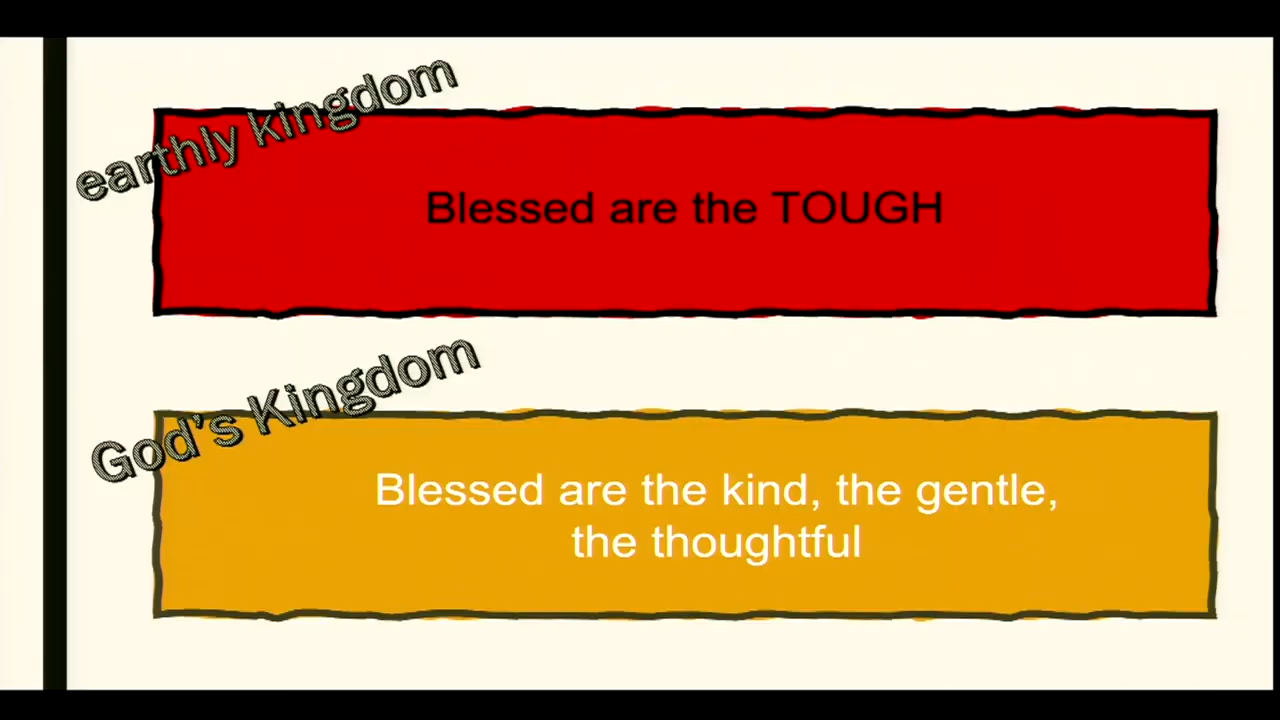 earthly kingdom
Blessed are the TOUGH
God's Kingdom
Blessed are the kind, the gentle,
the thoughtful